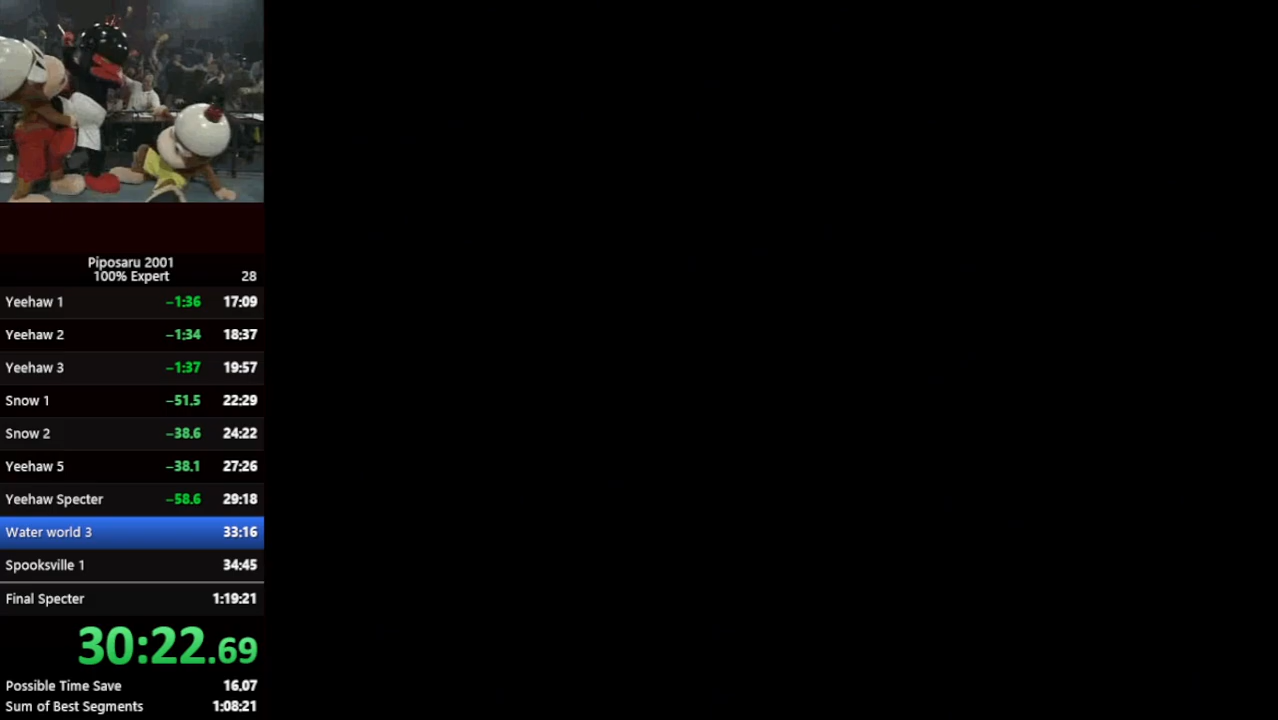 Piposaru 2001
100% Expert 28
Yeehaw 1 −1:36 17:09
Yeehaw 2 −1:34 18:37
Yeehaw 3 −1:37 19:57
Snow 1 −51.5 22:29
Snow 2 −38.6 24:22
Yeehaw 5 −38.1 27:26
Yeehaw Specter −58.6 29:18
Water world 3 33:16
Spooksville 1 34:45
Final Specter 1:19:21
30:22.69
Possible Time Save 16.07
Sum of Best Segments 1:08:21